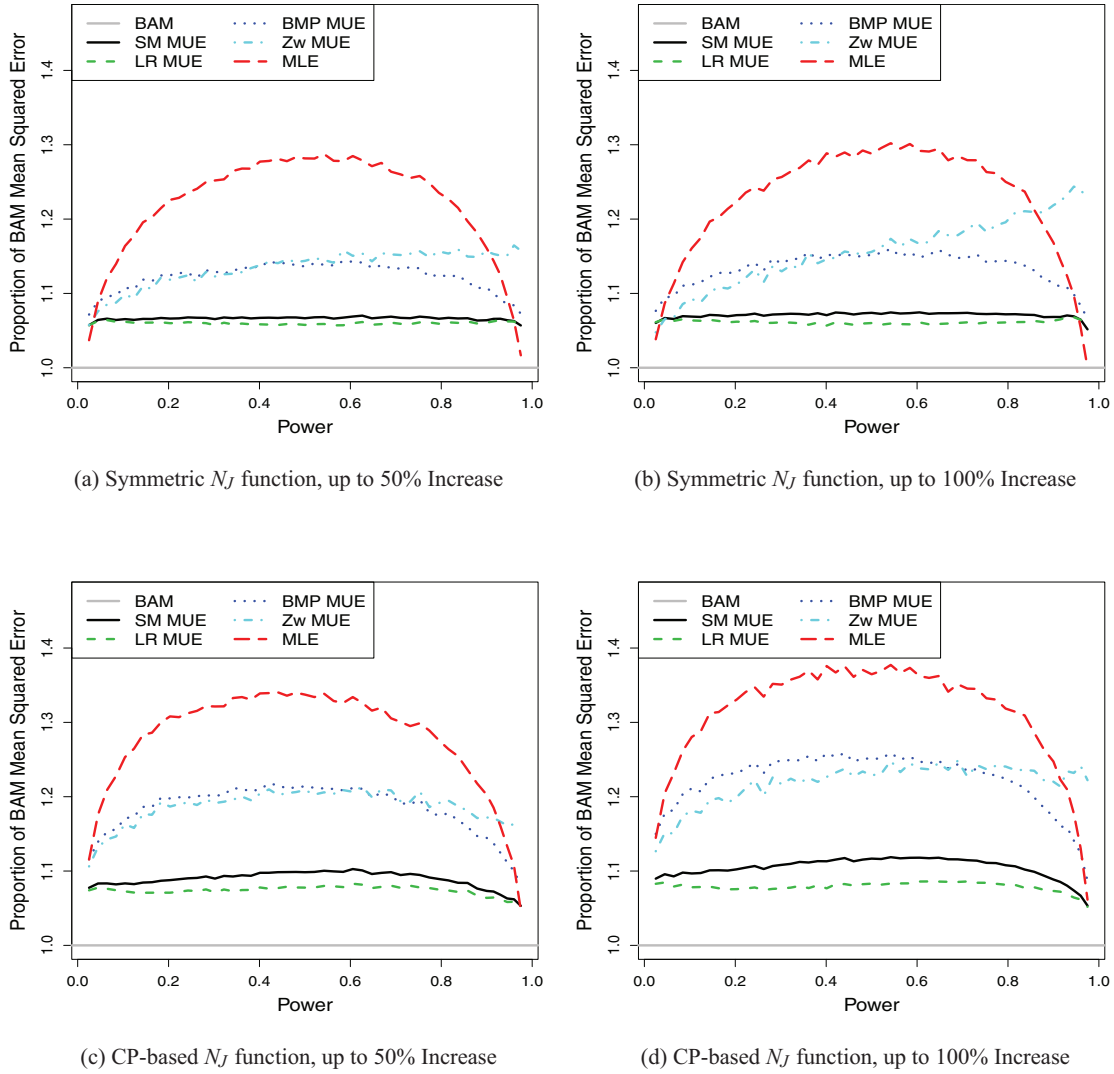 BAM
SM MUE
LR MUE
BMP MUE
Zw MUE
MLE
Proportion of BAM Mean Squared Error
1.4
1.3
1.2
1.1
1.0
0.0 0.2 0.4 0.6 0.8 1.0
Power
(a) Symmetric N_J function, up to 50% Increase
BAM
SM MUE
LR MUE
BMP MUE
Zw MUE
MLE
Proportion of BAM Mean Squared Error
1.4
1.3
1.2
1.1
1.0
0.0 0.2 0.4 0.6 0.8 1.0
Power
(b) Symmetric N_J function, up to 100% Increase
BAM
SM MUE
LR MUE
BMP MUE
Zw MUE
MLE
Proportion of BAM Mean Squared Error
1.4
1.3
1.2
1.1
1.0
0.0 0.2 0.4 0.6 0.8 1.0
Power
(c) CP-based N_J function, up to 50% Increase
BAM
SM MUE
LR MUE
BMP MUE
Zw MUE
MLE
Proportion of BAM Mean Squared Error
1.4
1.3
1.2
1.1
1.0
0.0 0.2 0.4 0.6 0.8 1.0
Power
(d) CP-based N_J function, up to 100% Increase